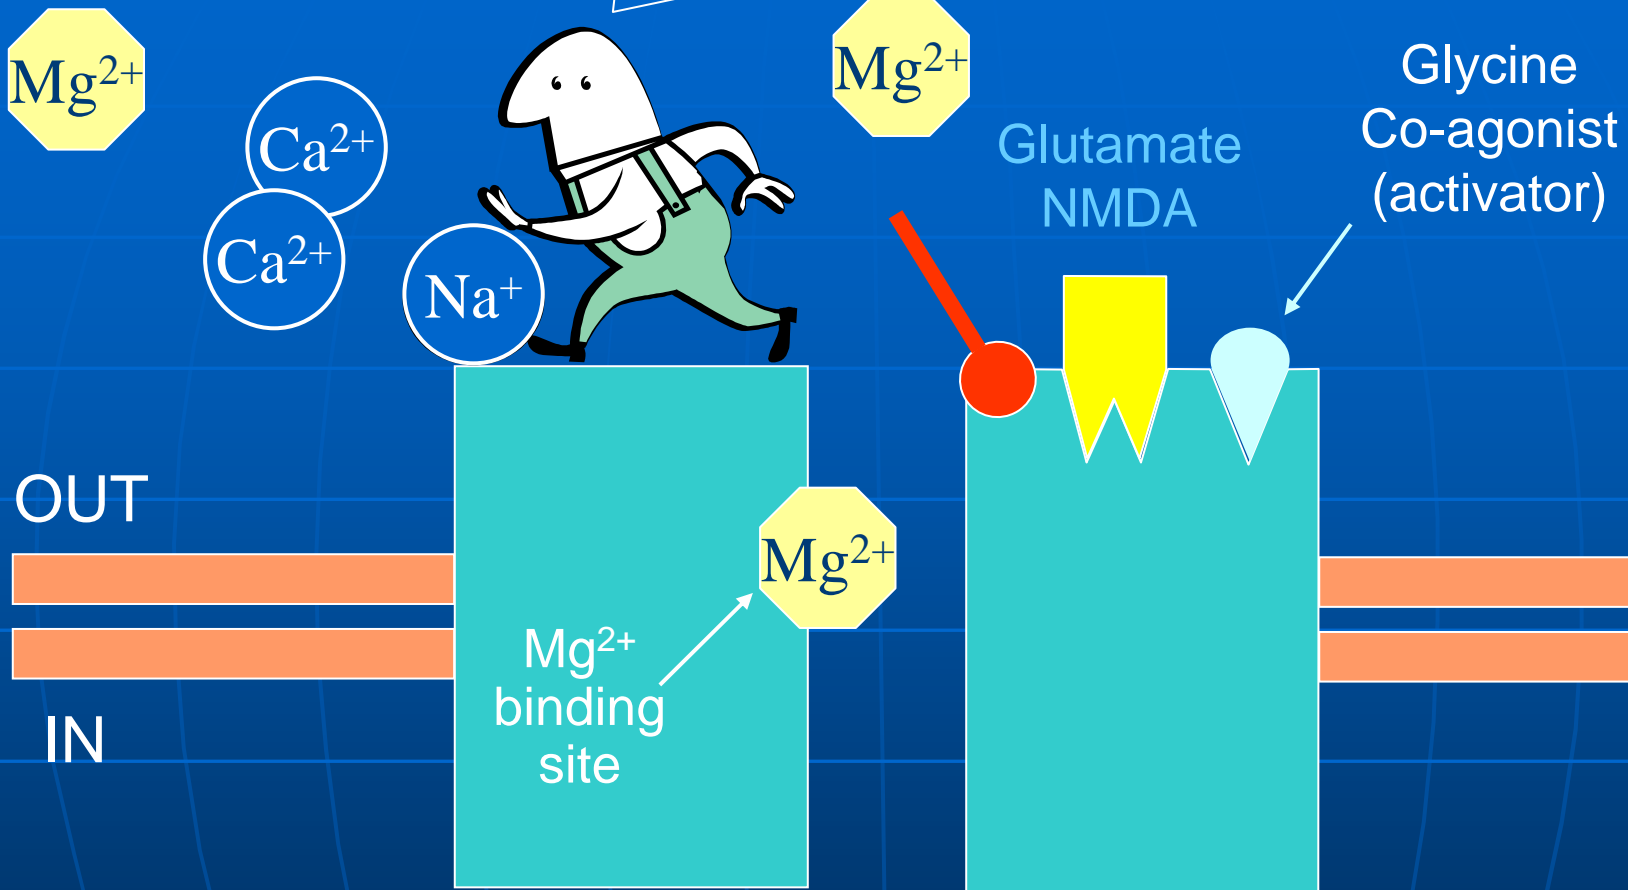 Mg²⁺
Mg²⁺
Ca²⁺
Ca²⁺
Na⁺
Glutamate
NMDA
Glycine
Co-agonist
(activator)
OUT
Mg²⁺
Mg²⁺
binding
site
IN